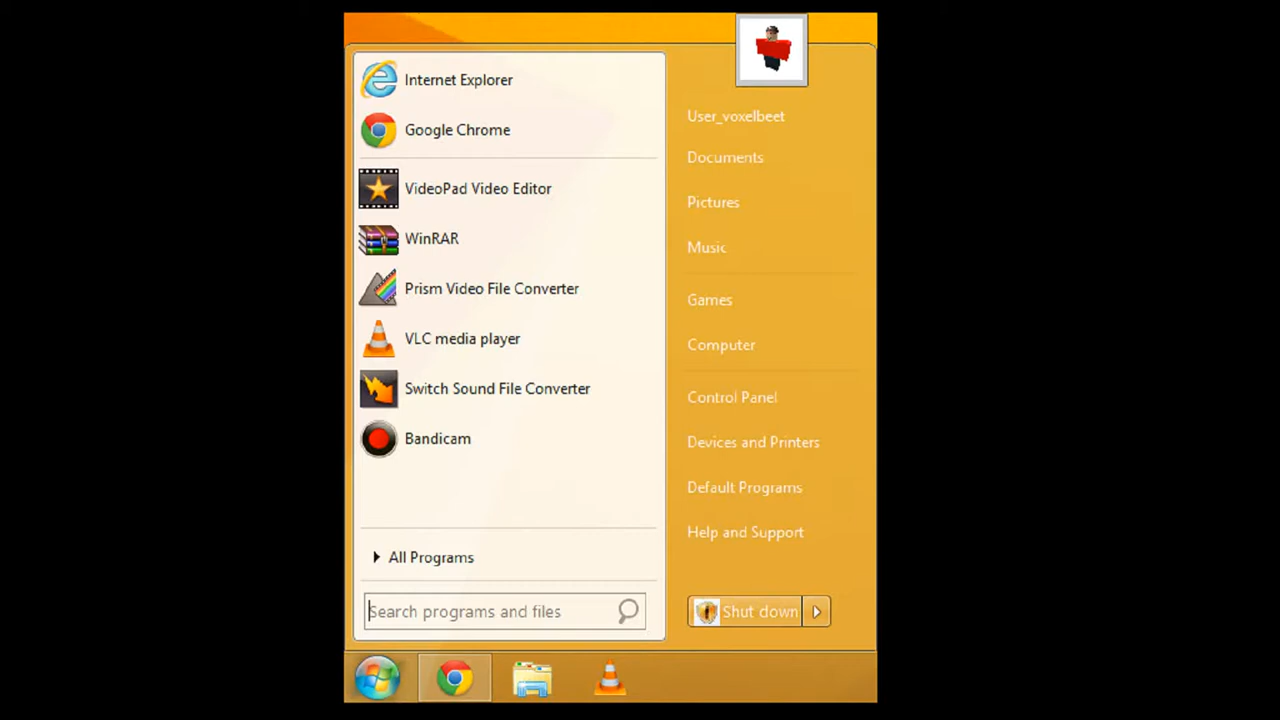 Internet Explorer
Google Chrome
VideoPad Video Editor
WinRAR
Prism Video File Converter
VLC media player
Switch Sound File Converter
Bandicam
All Programs
Search programs and files
User_voxelbeet
Documents
Pictures
Music
Games
Computer
Control Panel
Devices and Printers
Default Programs
Help and Support
Shut down